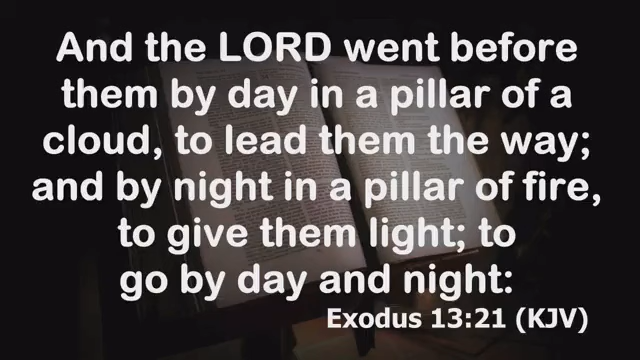 And the LORD went before
them by day in a pillar of a
cloud, to lead them the way;
and by night in a pillar of fire,
to give them light; to
go by day and night:
Exodus 13:21 (KJV)